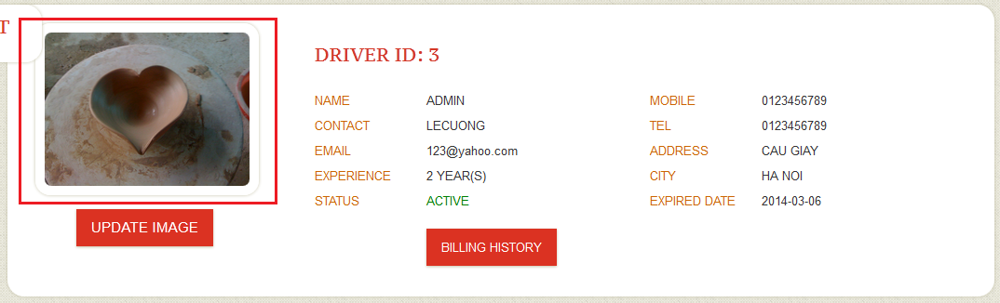 T
DRIVER ID: 3
NAME ADMIN MOBILE 0123456789
CONTACT LECUONG TEL 0123456789
EMAIL 123@yahoo.com ADDRESS CAU GIAY
EXPERIENCE 2 YEAR(S) CITY HA NOI
STATUS ACTIVE EXPIRED DATE 2014-03-06
UPDATE IMAGE
BILLING HISTORY